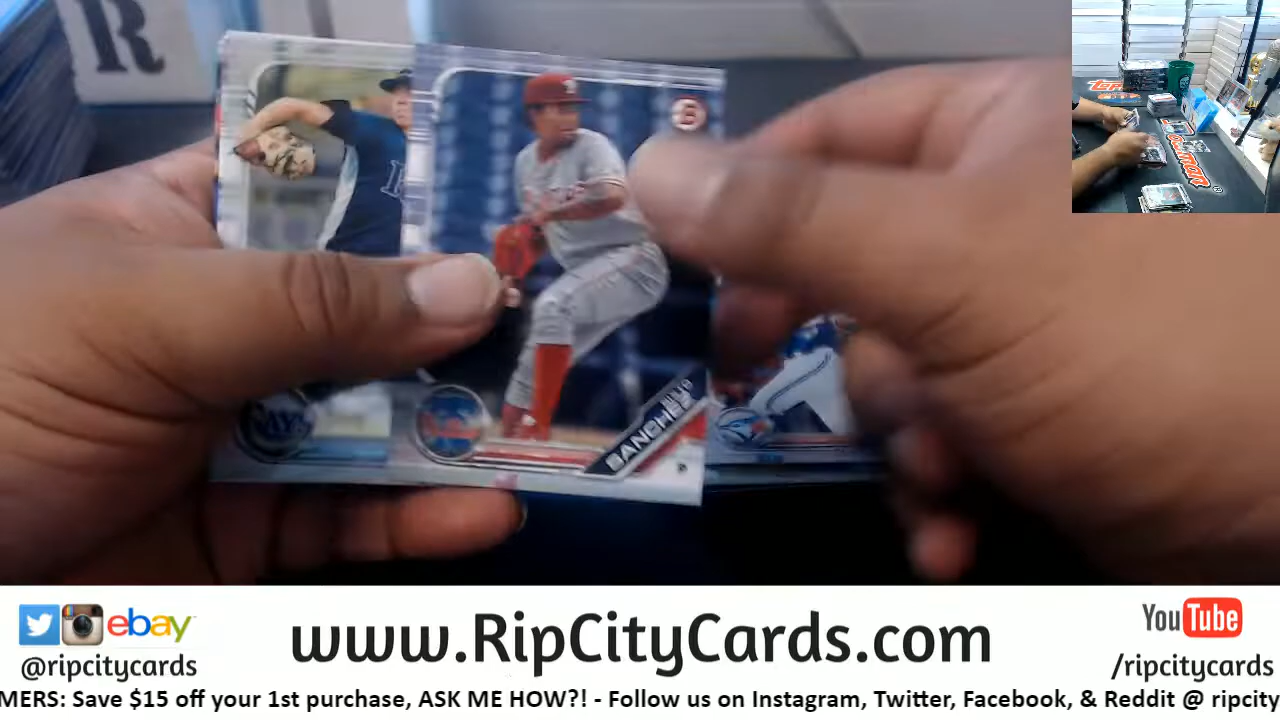 R
RAYS
SANCHEZ
ebay
@ripcitycards
www.RipCityCards.com
YouTube
/ripcitycards
MERS: Save $15 off your 1st purchase, ASK ME HOW?! - Follow us on Instagram, Twitter, Facebook, & Reddit @ ripcity